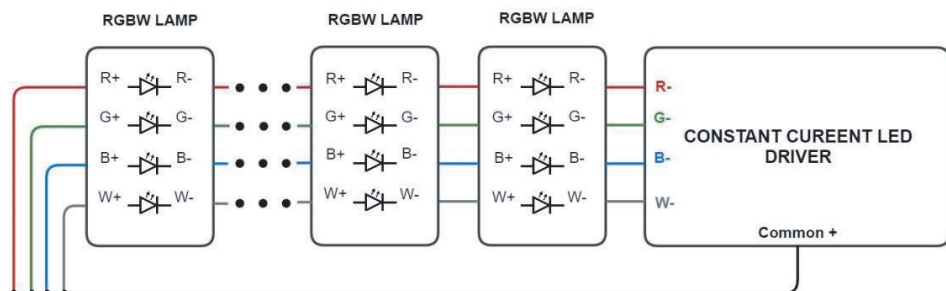 RGBW LAMP
RGBW LAMP
RGBW LAMP
R+ R- R+ R- R+ R- R-
G+ G- G+ G- G+ G- G-
B+ B- B+ B- B+ B- B-
W+ W- W+ W- W+ W- W-
CONSTANT CUREENT LED
DRIVER
Common +